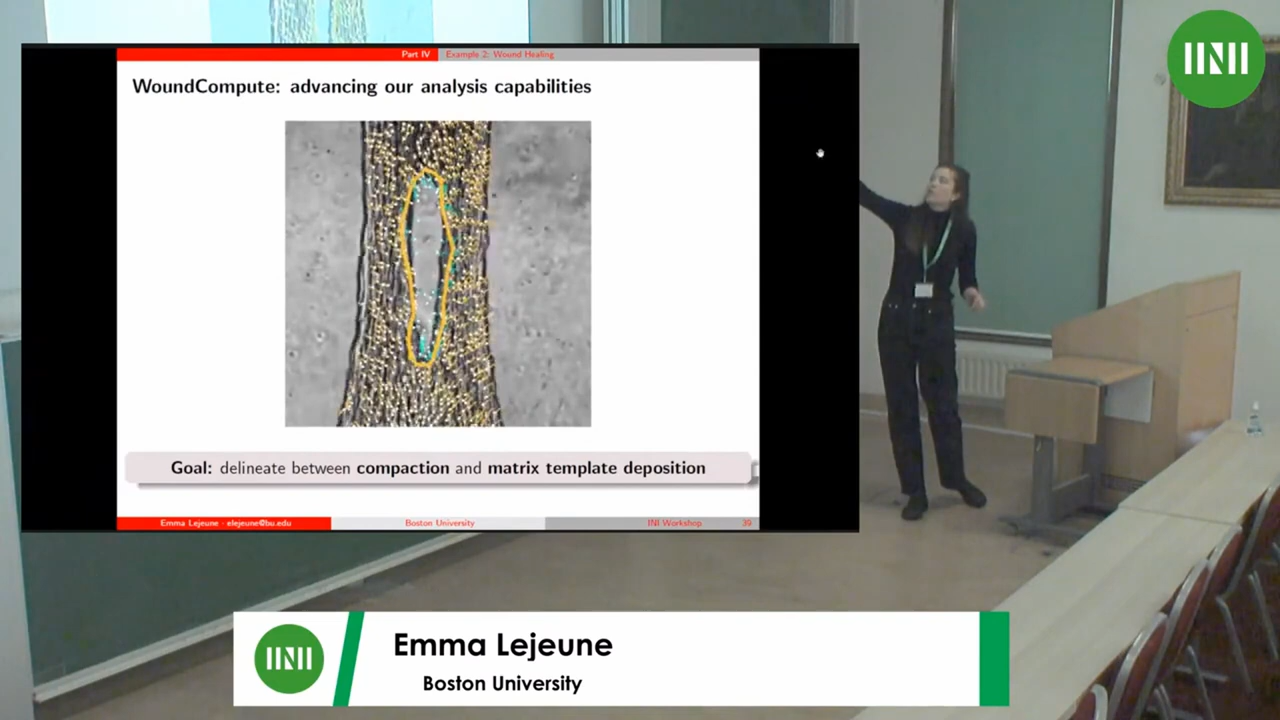 Part IV Example 2: Wound Healing
WoundCompute: advancing our analysis capabilities
Goal: delineate between compaction and matrix template deposition
Emma Lejeune - elejeune@bu.edu Boston University INI Workshop 39
INI
INI
Emma Lejeune
Boston University